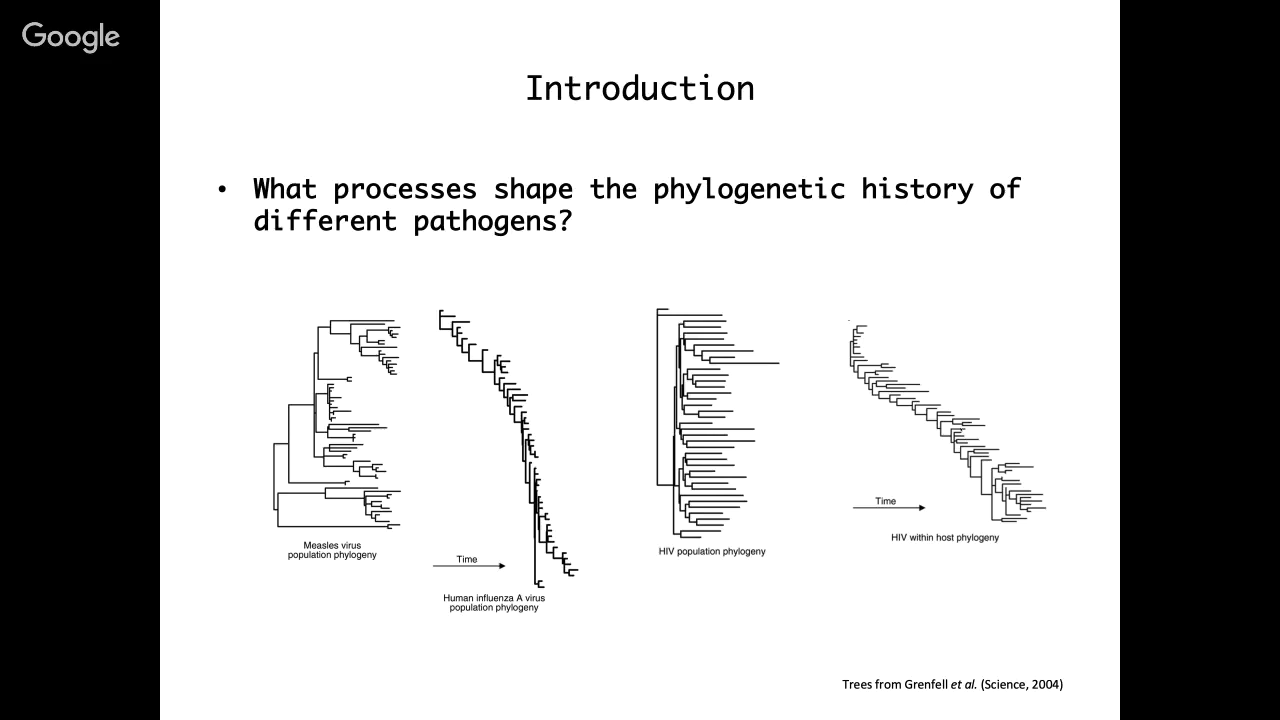 Google
Introduction
• What processes shape the phylogenetic history of
different pathogens?
Measles virus
population phylogeny
Time
Human influenza A virus
population phylogeny
HIV population phylogeny
Time
HIV within host phylogeny
Trees from Grenfell et al. (Science, 2004)